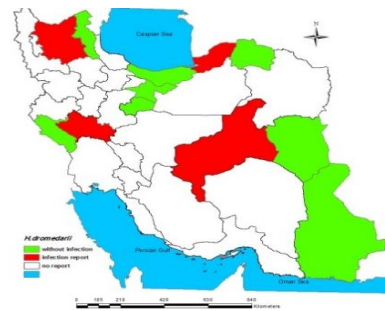 Caspian Sea
N
H.dromedarii
without infection
infection report
no report
Persian Gulf
Oman Sea
Kilometers